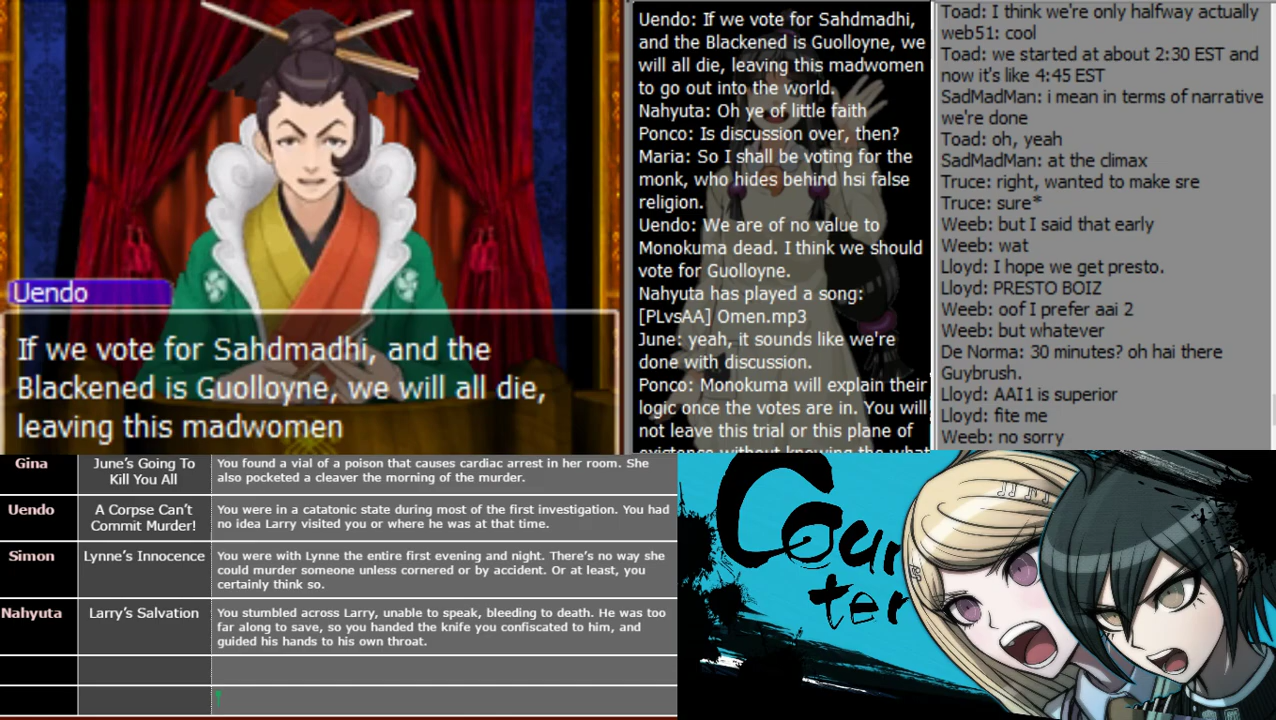 Uendo
If we vote for Sahdmadhi, and the
Blackened is Guolloyne, we will all die,
leaving this madwomen
Uendo: If we vote for Sahdmadhi,
and the Blackened is Guolloyne, we
will all die, leaving this madwomen
to go out into the world.
Nahyuta: Oh ye of little faith
Ponco: Is discussion over, then?
Maria: So I shall be voting for the
monk, who hides behind hsi false
religion.
Uendo: We are of no value to
Monokuma dead. I think we should
vote for Guolloyne.
Nahyuta has played a song:
[PLvsAA] Omen.mp3
June: yeah, it sounds like we're
done with discussion.
Ponco: Monokuma will explain their
logic once the votes are in. You will
not leave this trial or this plane of
existence without knowing the what
Toad: I think we're only halfway actually
web51: cool
Toad: we started at about 2:30 EST and
now it's like 4:45 EST
SadMadMan: i mean in terms of narrative
we're done
Toad: oh, yeah
SadMadMan: at the climax
Truce: right, wanted to make sre
Truce: sure*
Weeb: but I said that early
Weeb: wat
Lloyd: I hope we get presto.
Lloyd: PRESTO BOIZ
Weeb: oof I prefer aai 2
Weeb: but whatever
De Norma: 30 minutes? oh hai there
Guybrush.
Lloyd: AAI1 is superior
Lloyd: fite me
Weeb: no sorry
Gina
June's Going To
Kill You All
You found a vial of a poison that causes cardiac arrest in her room. She
also pocketed a cleaver the morning of the murder.
Uendo
A Corpse Can't
Commit Murder!
You were in a catatonic state during most of the first investigation. You had
no idea Larry visited you or where he was at that time.
Simon
Lynne's Innocence
You were with Lynne the entire first evening and night. There's no way she
could murder someone unless cornered or by accident. Or at least, you
certainly think so.
Nahyuta
Larry's Salvation
You stumbled across Larry, unable to speak, bleeding to death. He was too
far along to save, so you handed the knife you confiscated to him, and
guided his hands to his own throat.
!
Coun
ter